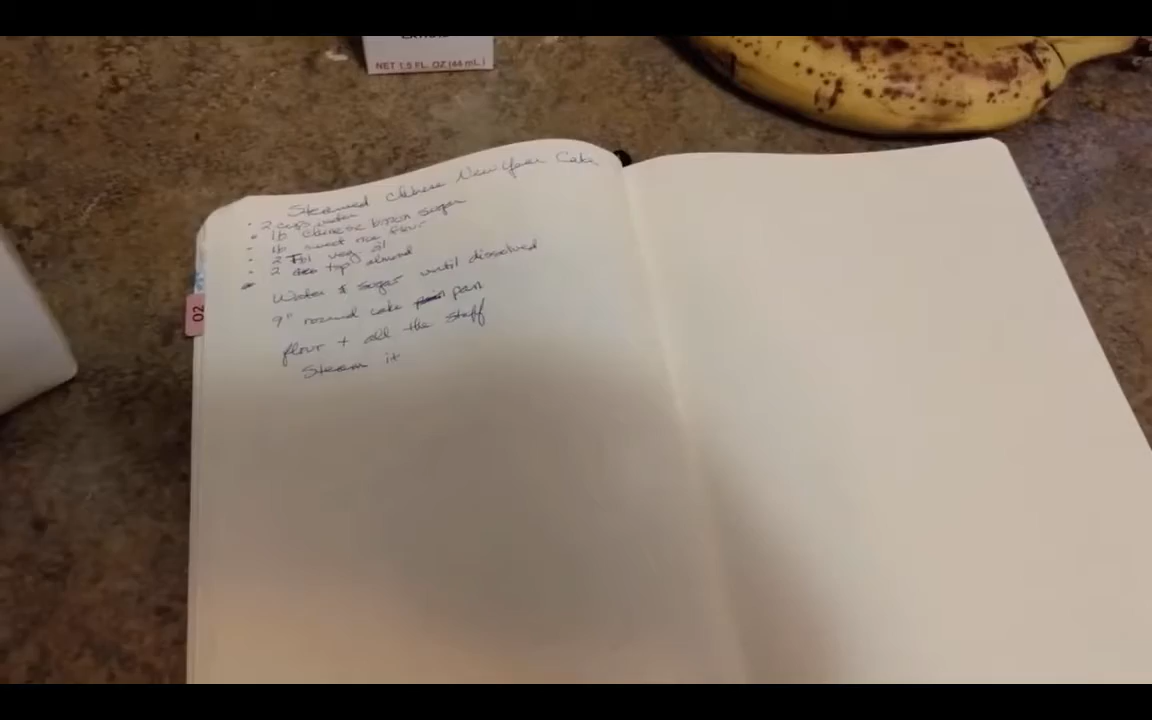 NET 1.5 FL. OZ (44 mL)
Steamed Chinese New Year Cake
2 cups water
1 lb Chinese brown sugar
1 lb sweet rice flour
2 Tbl veg oil
2 tsp almond
Water & sugar until dissolved
9" round cake pan
flour + all the stuff
Steam it
02